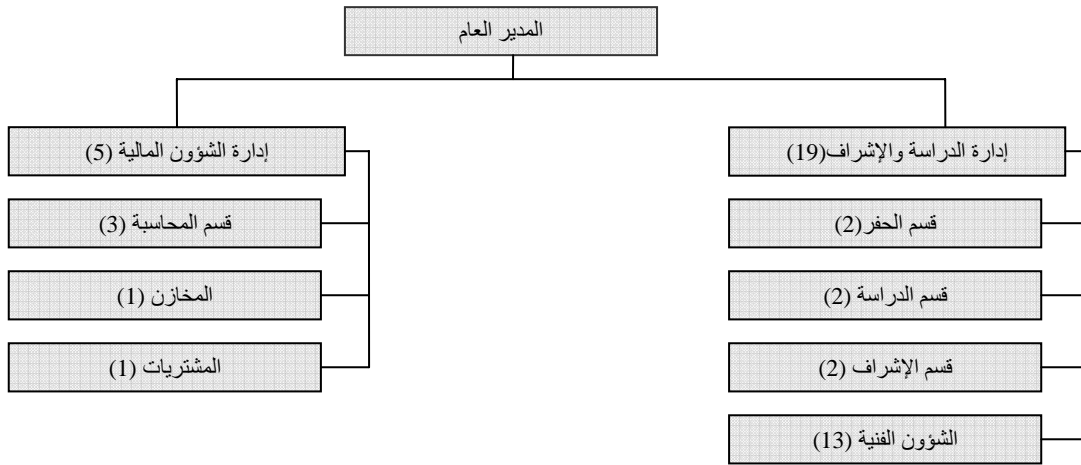 المدير العام
إدارة الدراسة والإشراف(19)
قسم الحفر(2)
قسم الدراسة (2)
قسم الإشراف (2)
الشؤون الفنية (13)
إدارة الشؤون المالية (5)
قسم المحاسبة (3)
المخازن (1)
المشتريات (1)